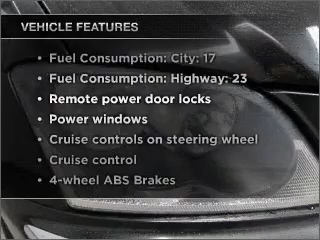 VEHICLE FEATURES
• Fuel Consumption: City: 17
• Fuel Consumption: Highway: 23
• Remote power door locks
• Power windows
• Cruise controls on steering wheel
• Cruise control
• 4-wheel ABS Brakes